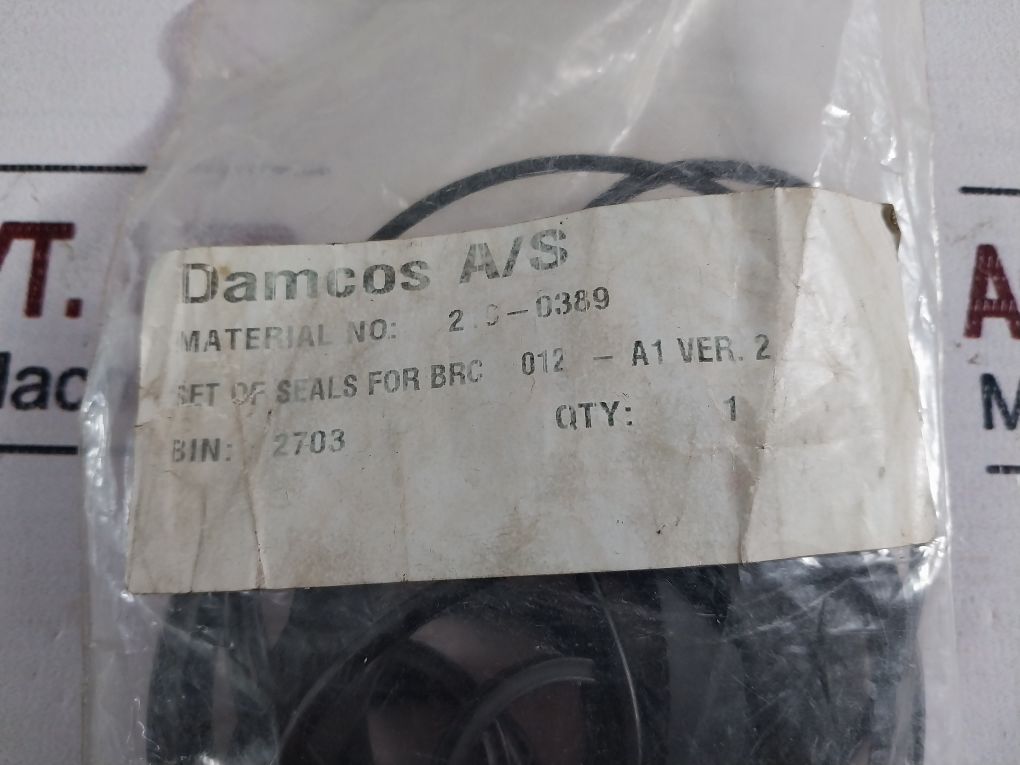 Damcos A/S
MATERIAL NO:
SET OF SEALS FOR BRC 012 - A1 VER. 2
BIN: 2703 QTY: 1